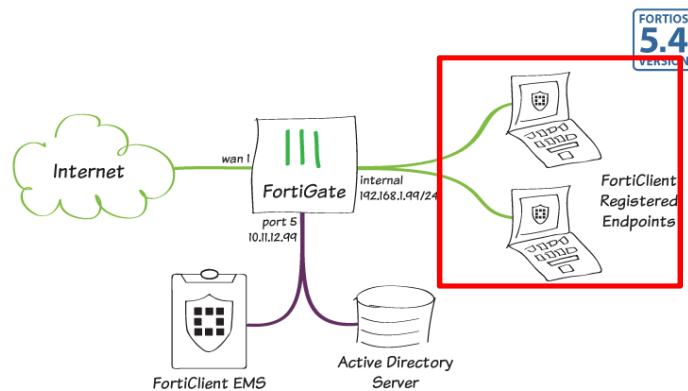 FORTIOS
5.4
VERSION
Internet
wan 1
FortiGate
internal
192.168.1.99/24
port 5
10.11.12.99
FortiClient
Registered
Endpoints
FortiClient EMS
Active Directory
Server